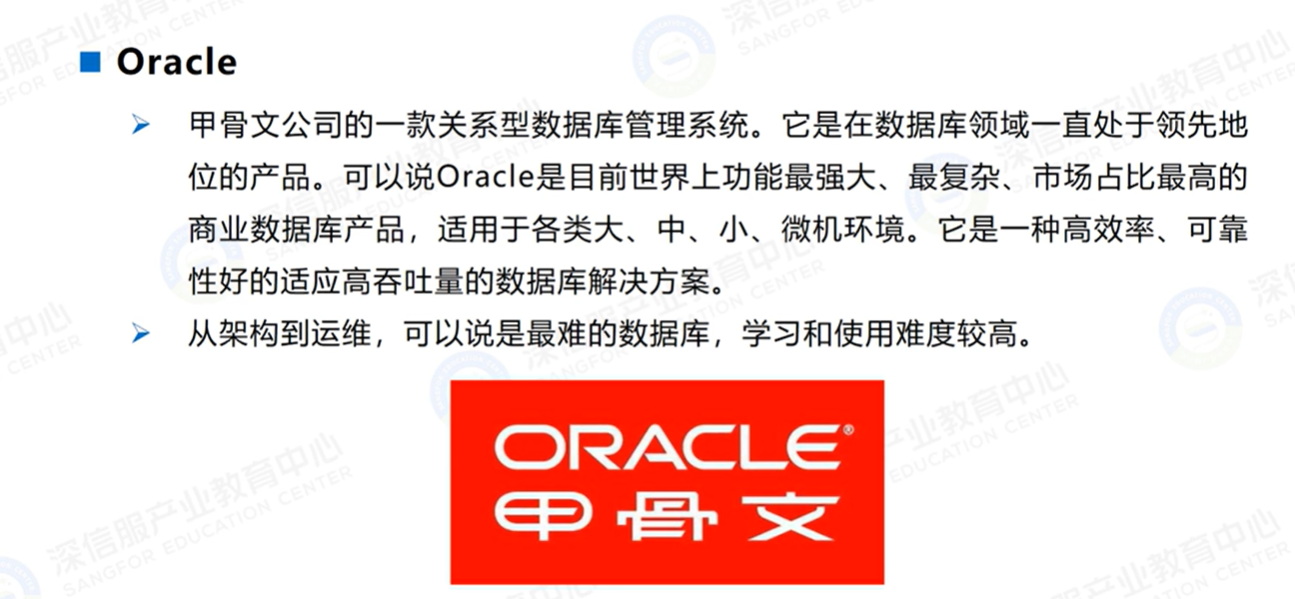 Oracle
甲骨文公司的一款关系型数据库管理系统。它是在数据库领域一直处于领先地
位的产品。可以说Oracle是目前世界上功能最强大、最复杂、市场占比最高的
商业数据库产品，适用于各类大、中、小、微机环境。它是一种高效率、可靠
性好的适应高吞吐量的数据库解决方案。
从架构到运维，可以说是最难的数据库，学习和使用难度较高。
ORACLE®
甲骨文
深信服产业教育中心
SANGFOR EDUCATION CENTER